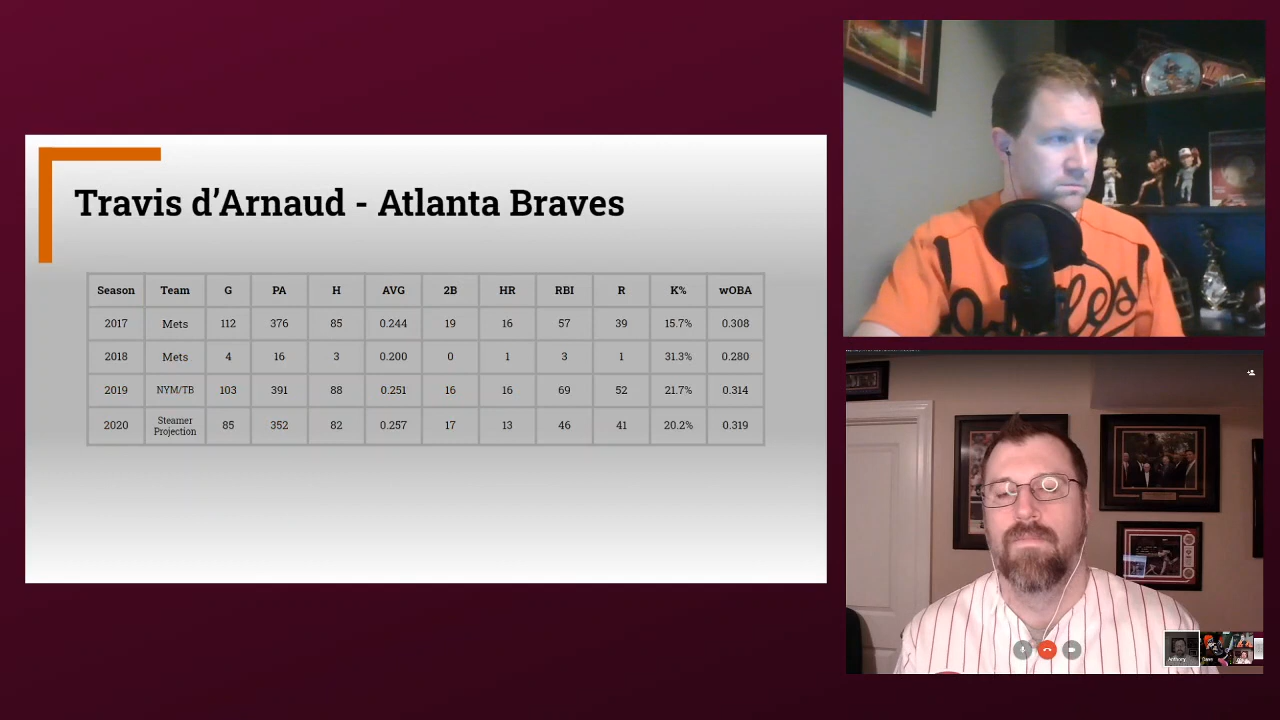 Travis d’Arnaud - Atlanta Braves
Season Team G PA H AVG 2B HR RBI R K% wOBA
2017 Mets 112 376 85 0.244 19 16 57 39 15.7% 0.308
2018 Mets 4 16 3 0.200 0 1 3 1 31.3% 0.280
2019 NYM/TB 103 391 88 0.251 16 16 69 52 21.7% 0.314
2020 Steamer Projection 85 352 82 0.257 17 13 46 41 20.2% 0.319
Orioles
Anthony
Dave